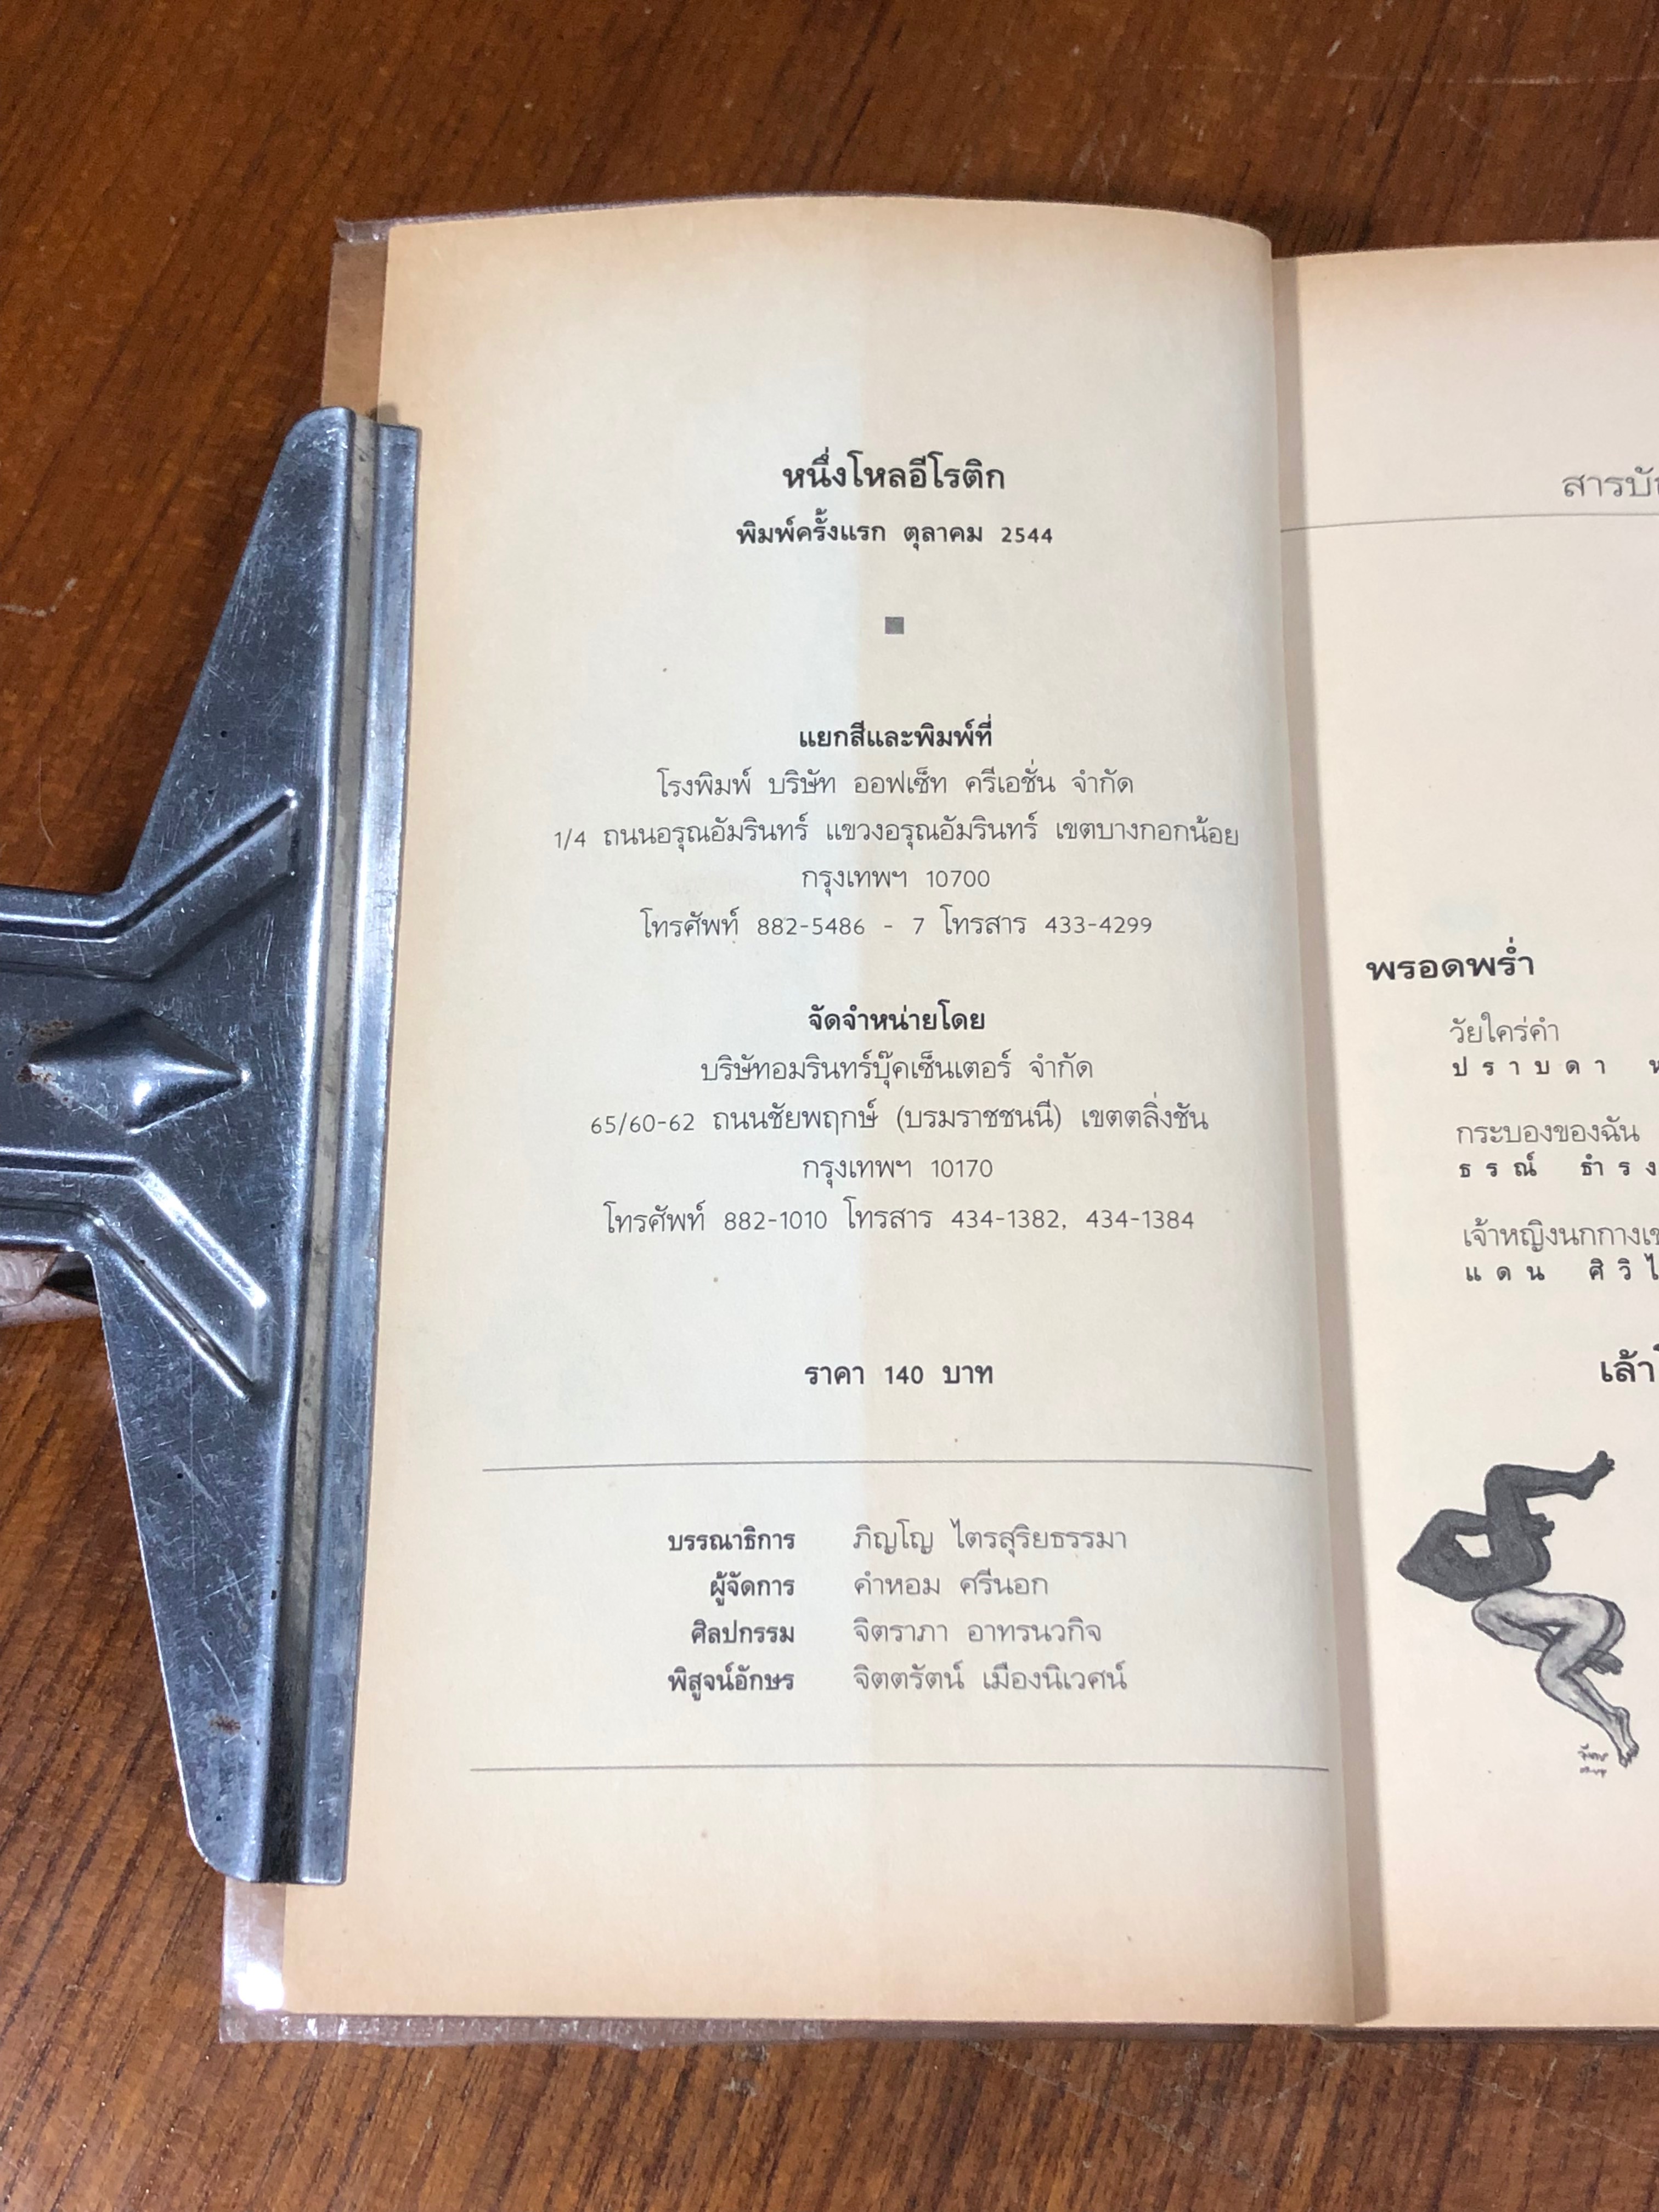 หนึ่งโหลอีโรติก
พิมพ์ครั้งแรก ตุลาคม 2544
แยกสีและพิมพ์ที่
โรงพิมพ์ บริษัท ออฟเซ็ท ครีเอชั่น จำกัด
1/4 ถนนอรุณอัมรินทร์ แขวงอรุณอัมรินทร์ เขตบางกอกน้อย
กรุงเทพฯ 10700
โทรศัพท์ 882-5486 - 7 โทรสาร 433-4299
จัดจำหน่ายโดย
บริษัทอมรินทร์บุ๊คเซ็นเตอร์ จำกัด
65/60-62 ถนนชัยพฤกษ์ (บรมราชชนนี) เขตตลิ่งชัน
กรุงเทพฯ 10170
โทรศัพท์ 882-1010 โทรสาร 434-1382, 434-1384
ราคา 140 บาท
บรรณาธิการ ภิญโญ ไตรสุริยธรรมา
ผู้จัดการ คำหอม ศรีนอก
ศิลปกรรม จิตราภา อาทรนวกิจ
พิสูจน์อักษร จิตตรัตน์ เมืองนิเวศน์
พรอดพร่ำ
วัยใคร่คำ
ปราบดา
กระบองของฉัน
ธรณ์
แดน